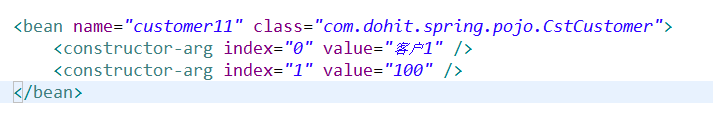 <bean name="customer11" class="com.dohit.spring.pojo.CstCustomer">
<constructor-arg index="0" value="客户1" />
<constructor-arg index="1" value="100" />
</bean>